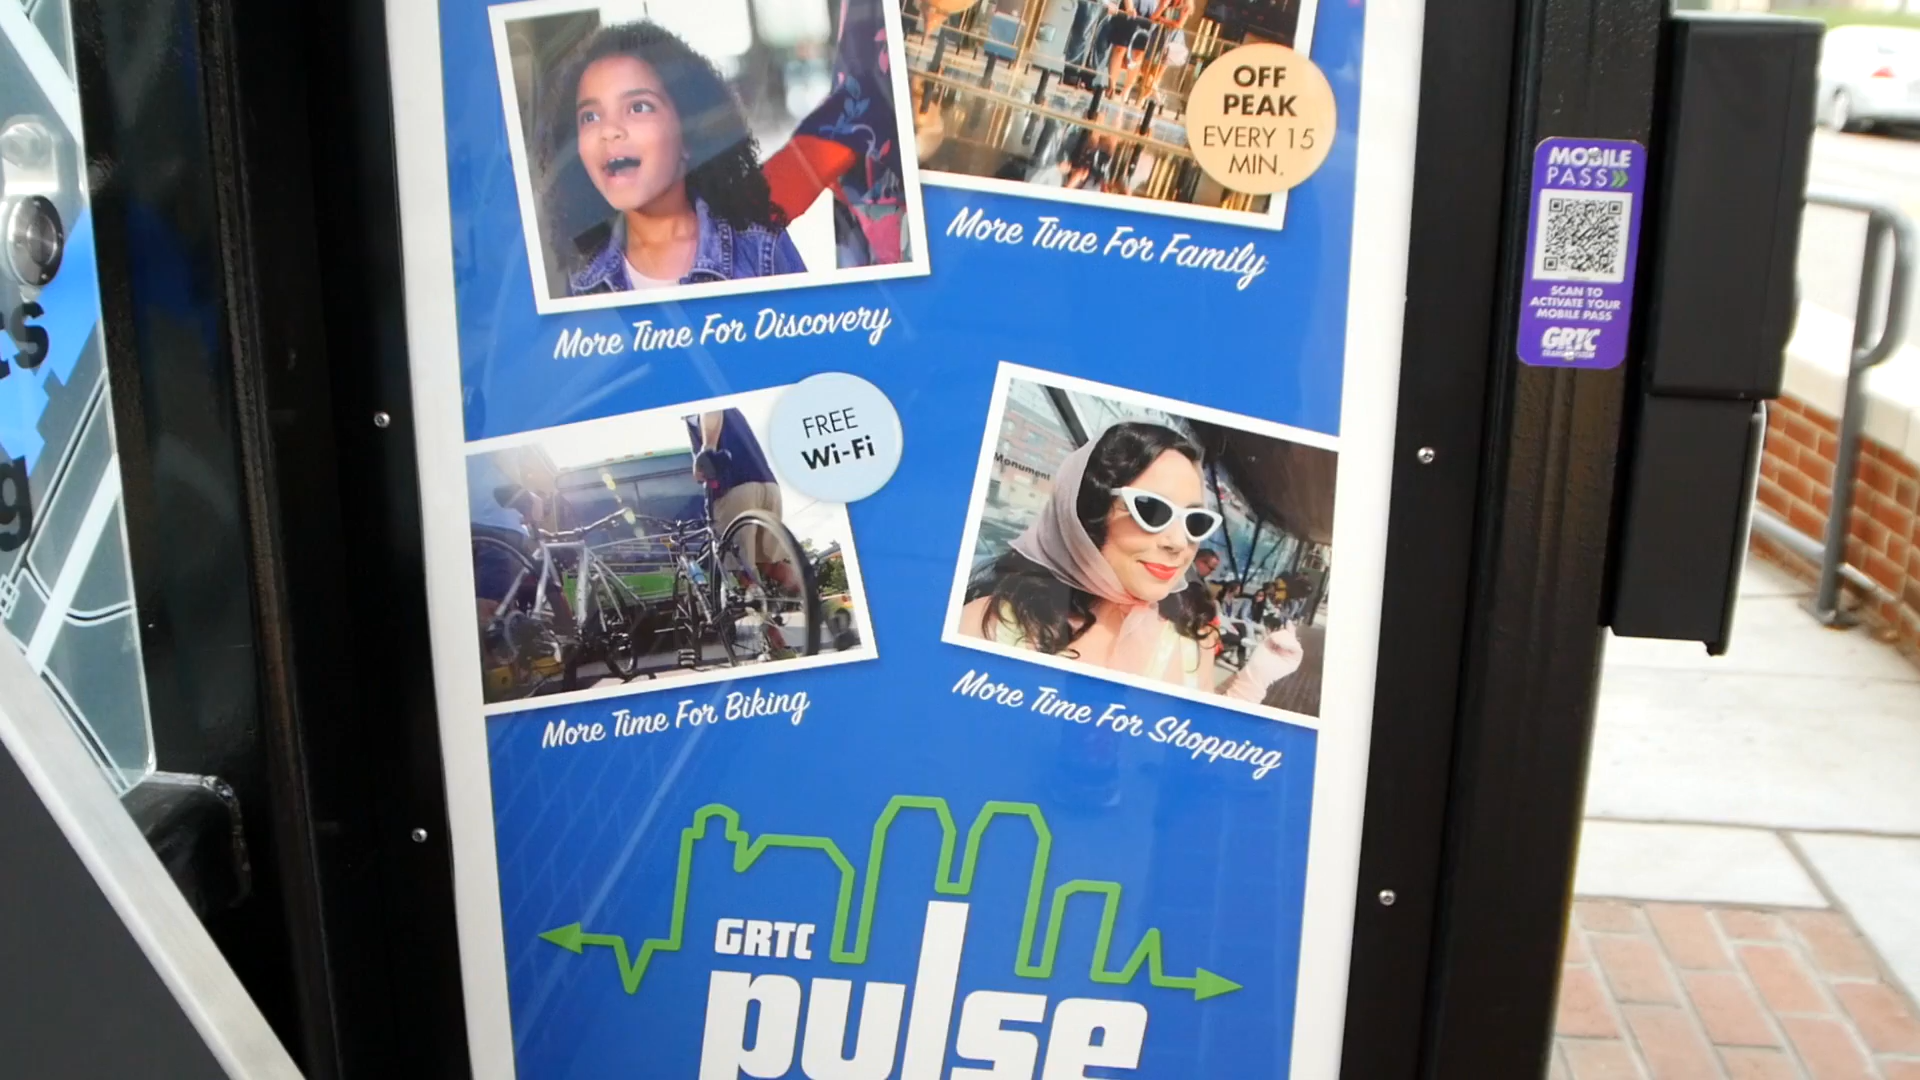 OFF
PEAK
EVERY 15
MIN.
More Time For Family
More Time For Discovery
FREE
Wi-Fi
Monument
More Time For Biking
More Time For Shopping
GRTC
pulse
MOBILE
PASS
SCAN TO
ACTIVATE YOUR
MOBILE PASS
GRTC
ts
g